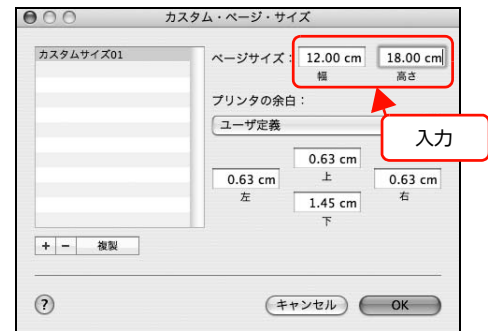 カスタム・ページ・サイズ
カスタムサイズ01
ページサイズ： 12.00 cm 18.00 cm
幅 高さ
プリンタの余白：
ユーザ定義
入力
0.63 cm
上
0.63 cm 0.63 cm
左 右
1.45 cm
下
+ − 複製
? キャンセル OK